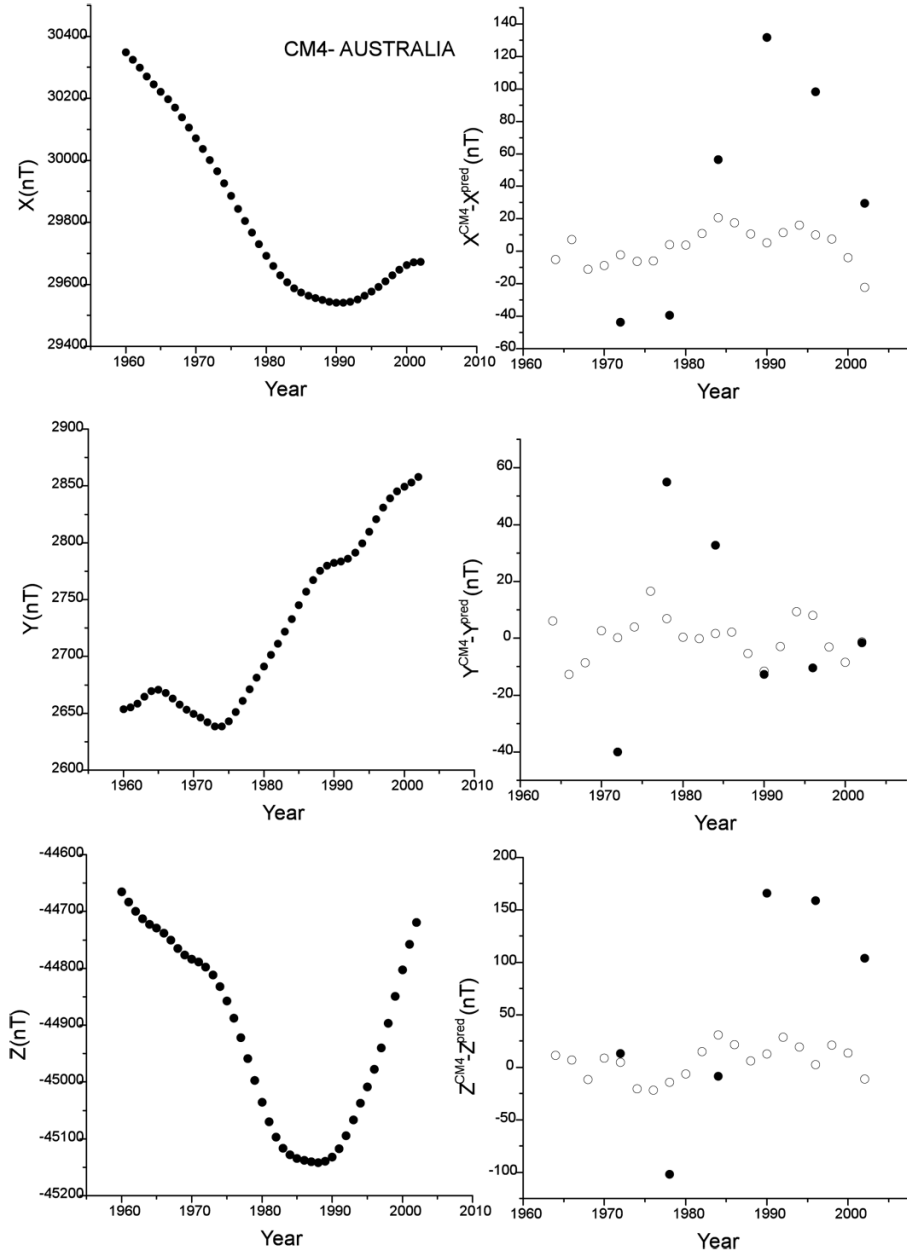 CM4- AUSTRALIA
30400
30200
30000
29800
29600
29400
X(nT)
1960 1970 1980 1990 2000 2010
Year
140
120
100
80
60
40
20
0
-20
-40
-60
X^CM4-X^pred(nT)
1960 1970 1980 1990 2000
Year
2900
2850
2800
2750
2700
2650
2600
Y(nT)
1960 1970 1980 1990 2000 2010
Year
60
40
20
0
-20
-40
Y^CM4-Y^pred(nT)
1960 1970 1980 1990 2000
Year
-44600
-44700
-44800
-44900
-45000
-45100
-45200
Z(nT)
1960 1970 1980 1990 2000 2010
Year
200
150
100
50
0
-50
-100
Z^CM4-Z^pred(nT)
1960 1970 1980 1990 2000
Year